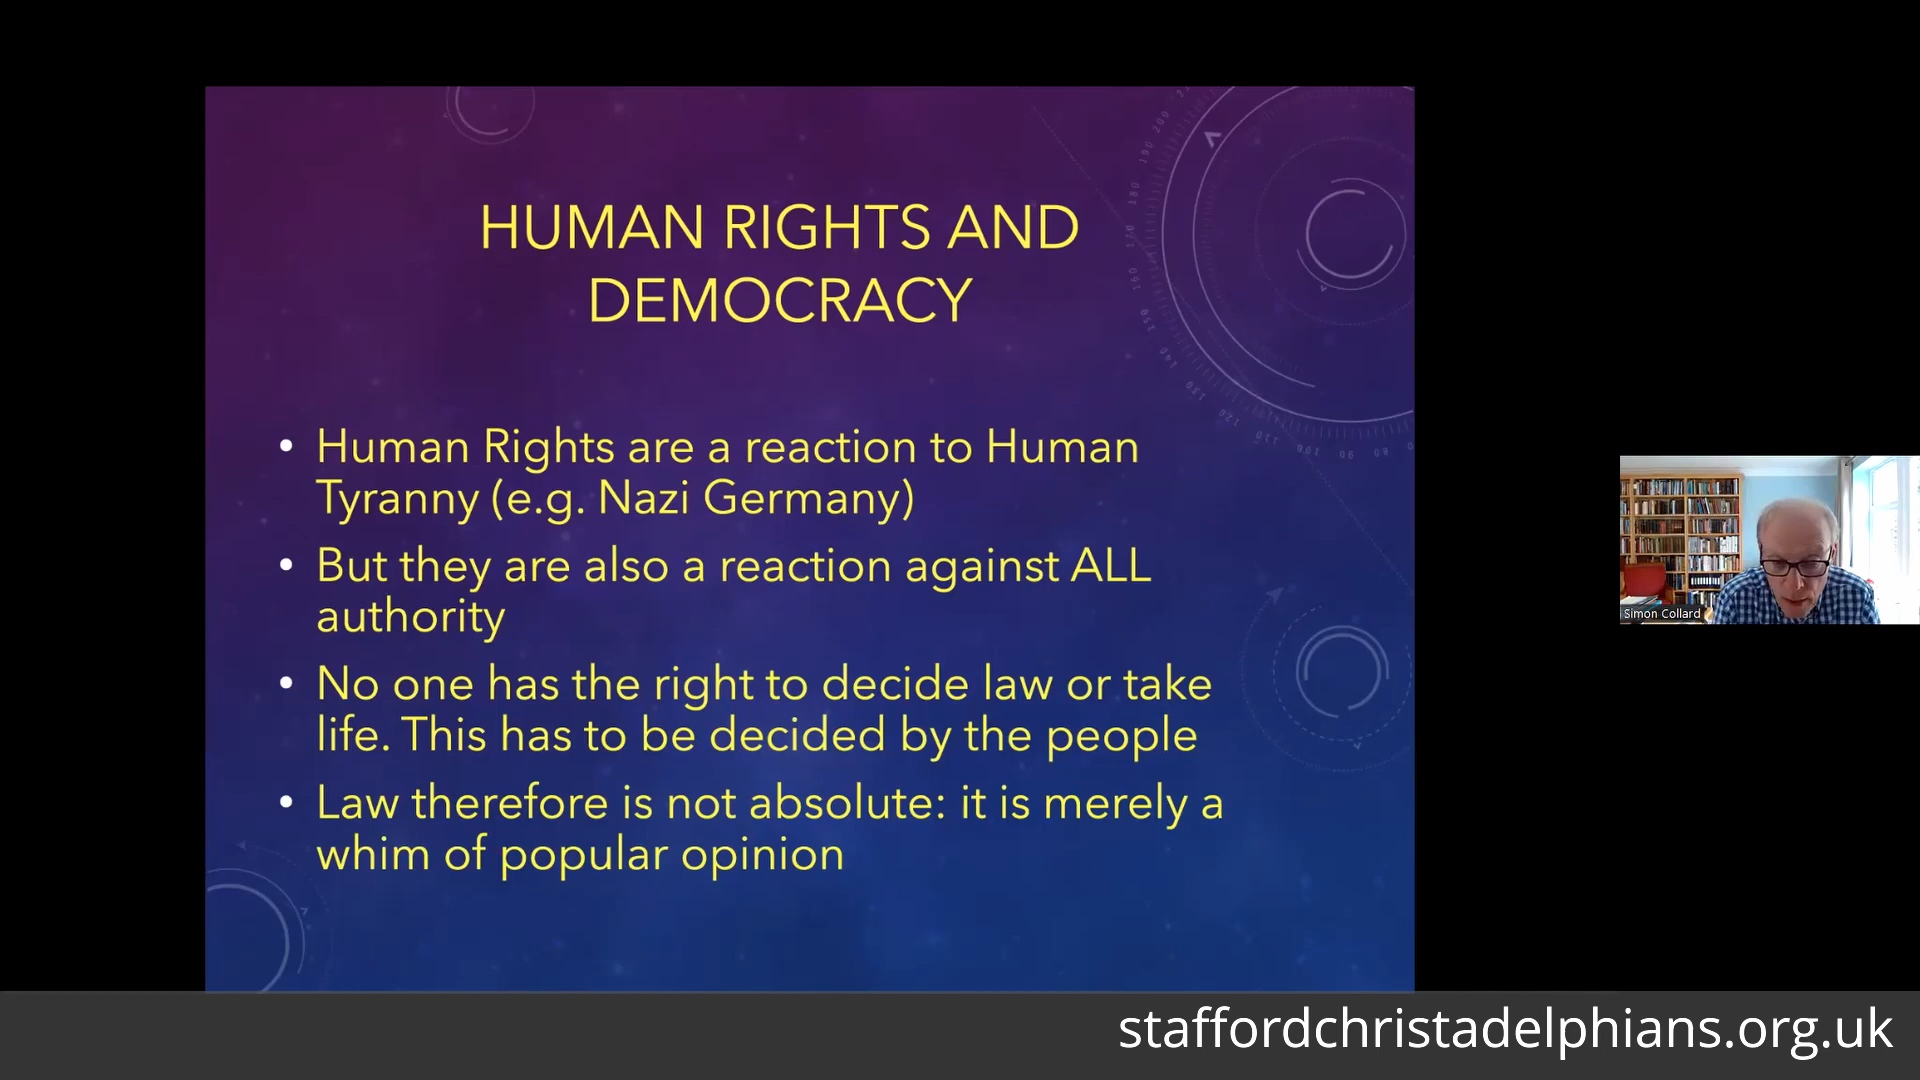 HUMAN RIGHTS AND
DEMOCRACY
• Human Rights are a reaction to Human
Tyranny (e.g. Nazi Germany)
• But they are also a reaction against ALL
authority
• No one has the right to decide law or take
life. This has to be decided by the people
• Law therefore is not absolute: it is merely a
whim of popular opinion
Simon Collard
staffordchristadelphians.org.uk